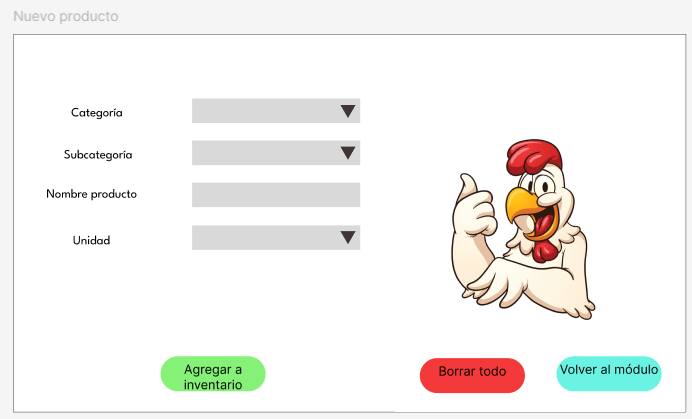 Nuevo producto
Categoría
Subcategoría
Nombre producto
Unidad
Agregar a
inventario
Borrar todo
Volver al módulo